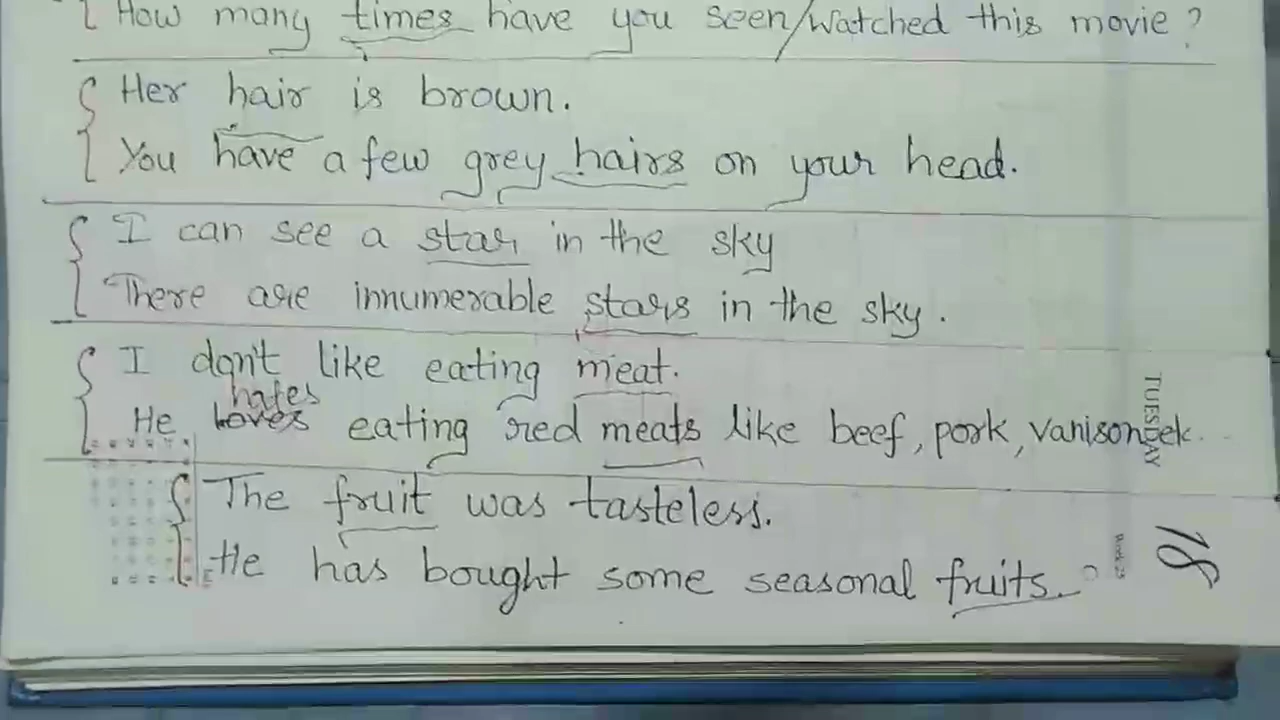 How many times have you seen/watched this movie?
Her hair is brown.
You have a few grey hairs on your head.
I can see a star in the sky
There are innumerable stars in the sky.
I don't like eating meat.
hates
He loves eating red meats like beef, pork, vanison
The fruit was tasteless.
He has bought some seasonal fruits.
TUESDAY